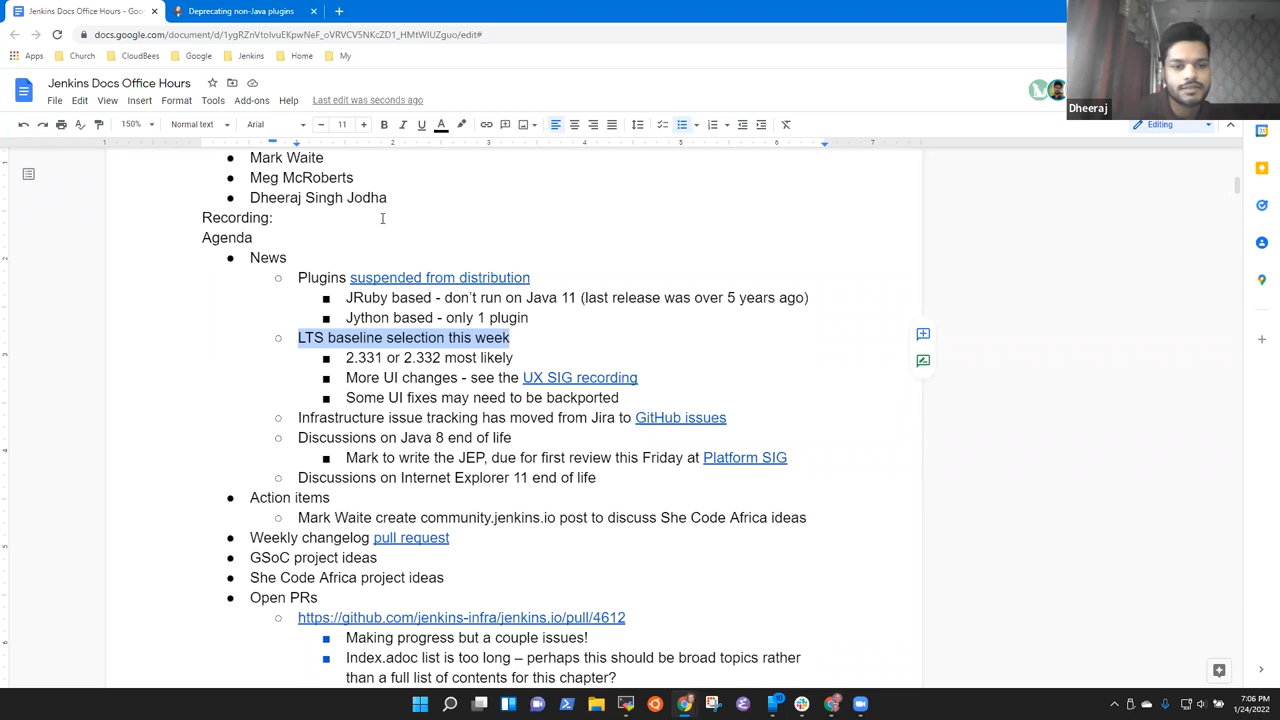 Jenkins Docs Office Hours - Goo
Deprecating non-Java plugins
docs.google.com/document/d/1ygRZnVtoIvuEKpwNeF_oVRVCV5NKcZD1_HMtWIUZguo/edit#
Apps Church CloudBees Google Jenkins Home My
Jenkins Docs Office Hours
File Edit View Insert Format Tools Add-ons Help Last edit was seconds ago
150% Normal text Arial 11 Editing
Dheeraj
Mark Waite
Meg McRoberts
Dheeraj Singh Jodha
Recording:
Agenda
News
Plugins suspended from distribution
JRuby based - don't run on Java 11 (last release was over 5 years ago)
Jython based - only 1 plugin
LTS baseline selection this week
2.331 or 2.332 most likely
More UI changes - see the UX SIG recording
Some UI fixes may need to be backported
Infrastructure issue tracking has moved from Jira to GitHub issues
Discussions on Java 8 end of life
Mark to write the JEP, due for first review this Friday at Platform SIG
Discussions on Internet Explorer 11 end of life
Action items
Mark Waite create community.jenkins.io post to discuss She Code Africa ideas
Weekly changelog pull request
GSoC project ideas
She Code Africa project ideas
Open PRs
https://github.com/jenkins-infra/jenkins.io/pull/4612
Making progress but a couple issues!
Index.adoc list is too long – perhaps this should be broad topics rather
than a full list of contents for this chapter?
7:06 PM
1/24/2022